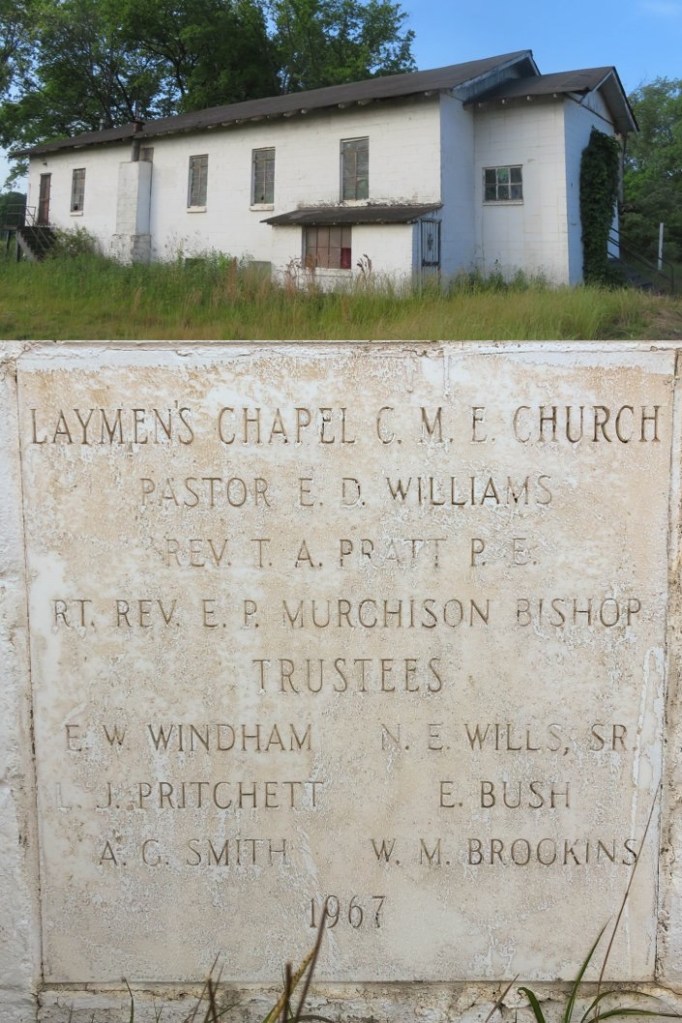 LAYMEN'S CHAPEL C. M. E. CHURCH
PASTOR E. D. WILLIAMS
REV. T. A. PRATT P. E.
RT. REV. E. P. MURCHISON BISHOP
TRUSTEES
E. W. WINDHAM N. E. WILLS, SR.
L. J. PRITCHETT E. BUSH
A. G. SMITH W. M. BROOKINS
1967